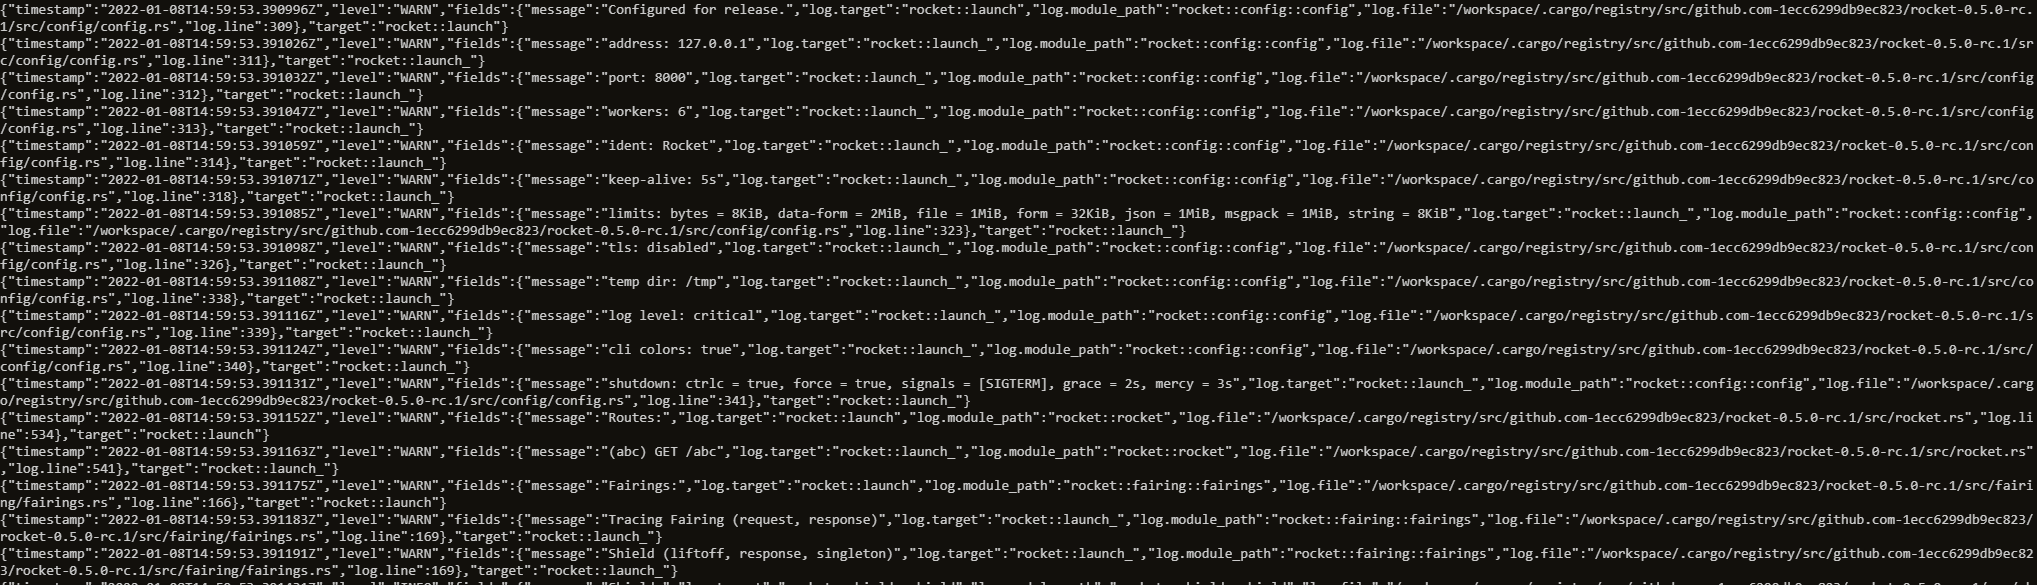 {"timestamp":"2022-01-08T14:59:53.390996Z","level":"WARN","fields":{"message":"Configured for release.","log.target":"rocket::launch","log.module_path":"rocket::config::config","log.file":"/workspace/.cargo/registry/src/github.com-1ecc6299db9ec823/rocket-0.5.0-rc.
1/src/config/config.rs","log.line":309},"target":"rocket::launch"}
{"timestamp":"2022-01-08T14:59:53.391026Z","level":"WARN","fields":{"message":"address: 127.0.0.1","log.target":"rocket::launch_","log.module_path":"rocket::config::config","log.file":"/workspace/.cargo/registry/src/github.com-1ecc6299db9ec823/rocket-0.5.0-rc.1/sr
c/config/config.rs","log.line":311},"target":"rocket::launch_"}
{"timestamp":"2022-01-08T14:59:53.391032Z","level":"WARN","fields":{"message":"port: 8000","log.target":"rocket::launch_","log.module_path":"rocket::config::config","log.file":"/workspace/.cargo/registry/src/github.com-1ecc6299db9ec823/rocket-0.5.0-rc.1/src/config
/config.rs","log.line":312},"target":"rocket::launch_"}
{"timestamp":"2022-01-08T14:59:53.391047Z","level":"WARN","fields":{"message":"workers: 6","log.target":"rocket::launch_","log.module_path":"rocket::config::config","log.file":"/workspace/.cargo/registry/src/github.com-1ecc6299db9ec823/rocket-0.5.0-rc.1/src/config
/config.rs","log.line":313},"target":"rocket::launch_"}
{"timestamp":"2022-01-08T14:59:53.391059Z","level":"WARN","fields":{"message":"ident: Rocket","log.target":"rocket::launch_","log.module_path":"rocket::config::config","log.file":"/workspace/.cargo/registry/src/github.com-1ecc6299db9ec823/rocket-0.5.0-rc.1/src/con
fig/config.rs","log.line":314},"target":"rocket::launch_"}
{"timestamp":"2022-01-08T14:59:53.391071Z","level":"WARN","fields":{"message":"keep-alive: 5s","log.target":"rocket::launch_","log.module_path":"rocket::config::config","log.file":"/workspace/.cargo/registry/src/github.com-1ecc6299db9ec823/rocket-0.5.0-rc.1/src/co
nfig/config.rs","log.line":318},"target":"rocket::launch_"}
{"timestamp":"2022-01-08T14:59:53.391085Z","level":"WARN","fields":{"message":"limits: bytes = 8KiB, data-form = 2MiB, file = 1MiB, form = 32KiB, json = 1MiB, msgpack = 1MiB, string = 8KiB","log.target":"rocket::launch_","log.module_path":"rocket::config::config",
"log.file":"/workspace/.cargo/registry/src/github.com-1ecc6299db9ec823/rocket-0.5.0-rc.1/src/config/config.rs","log.line":323},"target":"rocket::launch_"}
{"timestamp":"2022-01-08T14:59:53.391098Z","level":"WARN","fields":{"message":"tls: disabled","log.target":"rocket::launch_","log.module_path":"rocket::config::config","log.file":"/workspace/.cargo/registry/src/github.com-1ecc6299db9ec823/rocket-0.5.0-rc.1/src/con
fig/config.rs","log.line":326},"target":"rocket::launch_"}
{"timestamp":"2022-01-08T14:59:53.391108Z","level":"WARN","fields":{"message":"temp dir: /tmp","log.target":"rocket::launch_","log.module_path":"rocket::config::config","log.file":"/workspace/.cargo/registry/src/github.com-1ecc6299db9ec823/rocket-0.5.0-rc.1/src/co
nfig/config.rs","log.line":338},"target":"rocket::launch_"}
{"timestamp":"2022-01-08T14:59:53.391116Z","level":"WARN","fields":{"message":"log level: critical","log.target":"rocket::launch_","log.module_path":"rocket::config::config","log.file":"/workspace/.cargo/registry/src/github.com-1ecc6299db9ec823/rocket-0.5.0-rc.1/s
rc/config/config.rs","log.line":339},"target":"rocket::launch_"}
{"timestamp":"2022-01-08T14:59:53.391124Z","level":"WARN","fields":{"message":"cli colors: true","log.target":"rocket::launch_","log.module_path":"rocket::config::config","log.file":"/workspace/.cargo/registry/src/github.com-1ecc6299db9ec823/rocket-0.5.0-rc.1/src/
config/config.rs","log.line":340},"target":"rocket::launch_"}
{"timestamp":"2022-01-08T14:59:53.391131Z","level":"WARN","fields":{"message":"shutdown: ctrlc = true, force = true, signals = [SIGTERM], grace = 2s, mercy = 3s","log.target":"rocket::launch_","log.module_path":"rocket::config::config","log.file":"/workspace/.carg
o/registry/src/github.com-1ecc6299db9ec823/rocket-0.5.0-rc.1/src/config/config.rs","log.line":341},"target":"rocket::launch_"}
{"timestamp":"2022-01-08T14:59:53.391152Z","level":"WARN","fields":{"message":"Routes:","log.target":"rocket::launch","log.module_path":"rocket::rocket","log.file":"/workspace/.cargo/registry/src/github.com-1ecc6299db9ec823/rocket-0.5.0-rc.1/src/rocket.rs","log.li
ne":534},"target":"rocket::launch"}
{"timestamp":"2022-01-08T14:59:53.391163Z","level":"WARN","fields":{"message":"(abc) GET /abc","log.target":"rocket::launch_","log.module_path":"rocket::rocket","log.file":"/workspace/.cargo/registry/src/github.com-1ecc6299db9ec823/rocket-0.5.0-rc.1/src/rocket.rs"
,"log.line":541},"target":"rocket::launch_"}
{"timestamp":"2022-01-08T14:59:53.391175Z","level":"WARN","fields":{"message":"Fairings:","log.target":"rocket::launch","log.module_path":"rocket::fairing::fairings","log.file":"/workspace/.cargo/registry/src/github.com-1ecc6299db9ec823/rocket-0.5.0-rc.1/src/fairi
ng/fairings.rs","log.line":166},"target":"rocket::launch"}
{"timestamp":"2022-01-08T14:59:53.391183Z","level":"WARN","fields":{"message":"Tracing Fairing (request, response)","log.target":"rocket::launch_","log.module_path":"rocket::fairing::fairings","log.file":"/workspace/.cargo/registry/src/github.com-1ecc6299db9ec823/
rocket-0.5.0-rc.1/src/fairing/fairings.rs","log.line":169},"target":"rocket::launch_"}
{"timestamp":"2022-01-08T14:59:53.391191Z","level":"WARN","fields":{"message":"Shield (liftoff, response, singleton)","log.target":"rocket::launch_","log.module_path":"rocket::fairing::fairings","log.file":"/workspace/.cargo/registry/src/github.com-1ecc6299db9ec82
3/rocket-0.5.0-rc.1/src/fairing/fairings.rs","log.line":169},"target":"rocket::launch_"}